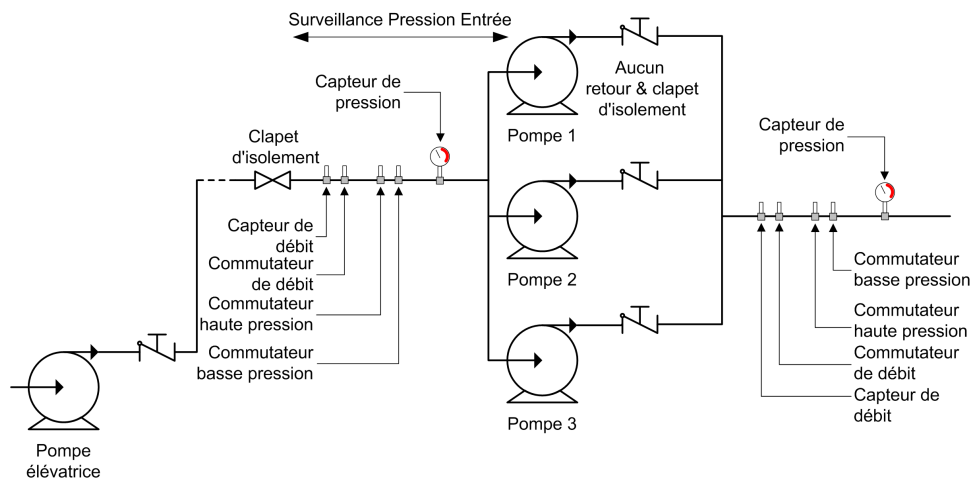 Surveillance Pression Entrée
Capteur de
pression
Aucun
retour & clapet
d'isolement
Pompe 1
Clapet
d'isolement
Capteur de
pression
Capteur de
débit
Commutateur
de débit
Commutateur
haute pression
Commutateur
basse pression
Pompe 2
Commutateur
basse pression
Commutateur
haute pression
Commutateur
de débit
Capteur de
débit
Pompe 3
Pompe
élévatrice